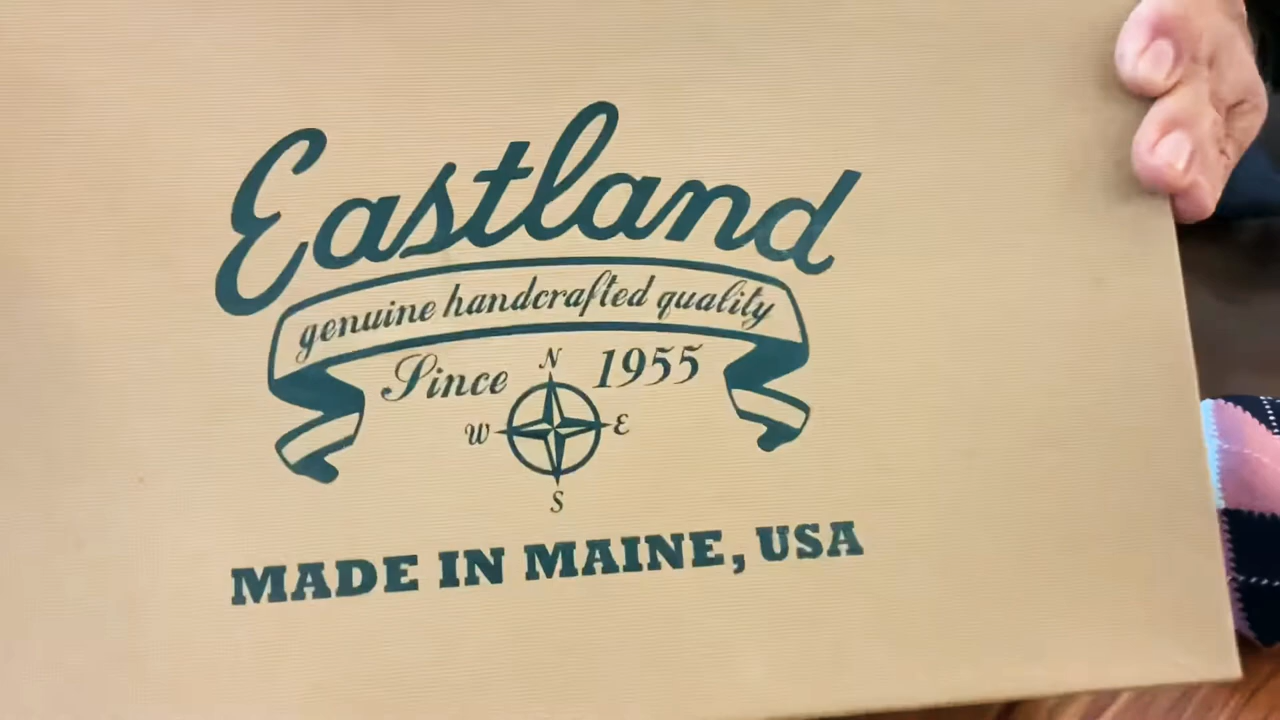 Eastland
genuine handcrafted quality
Since 1955
N
W E
S
MADE IN MAINE, USA